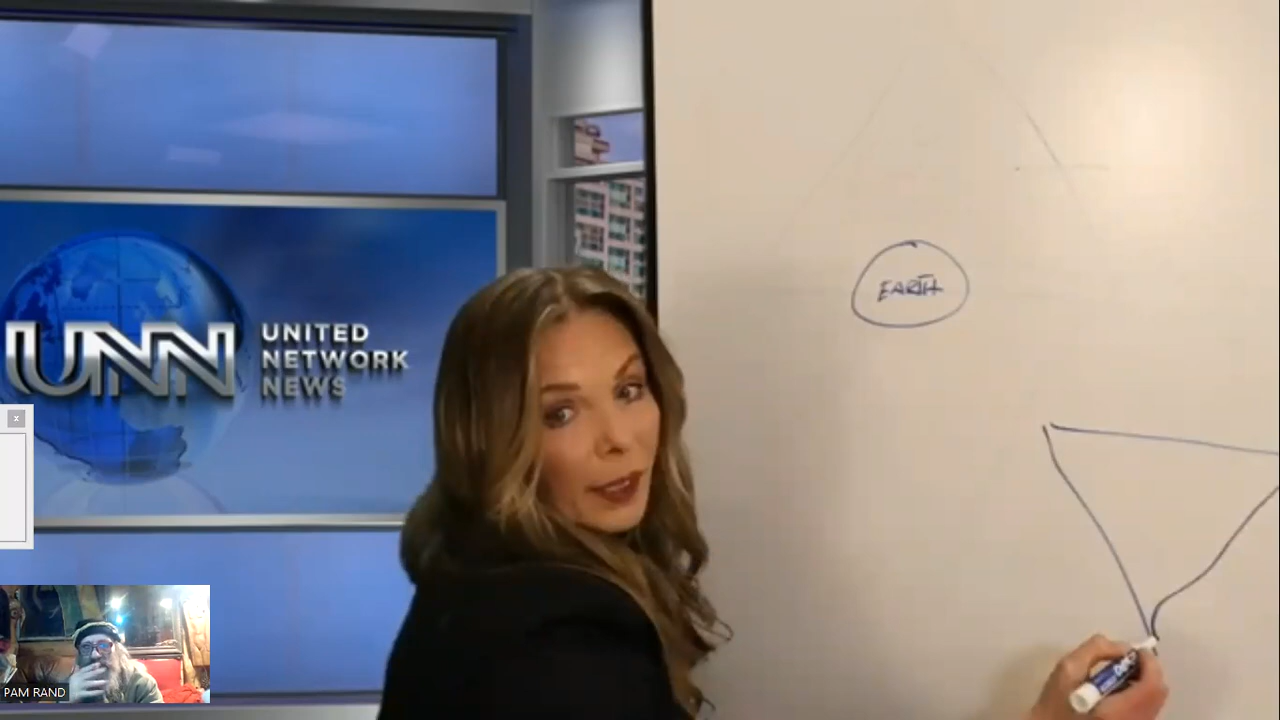 UNN
UNITED
NETWORK
NEWS
EARTH
x
PAM RAND